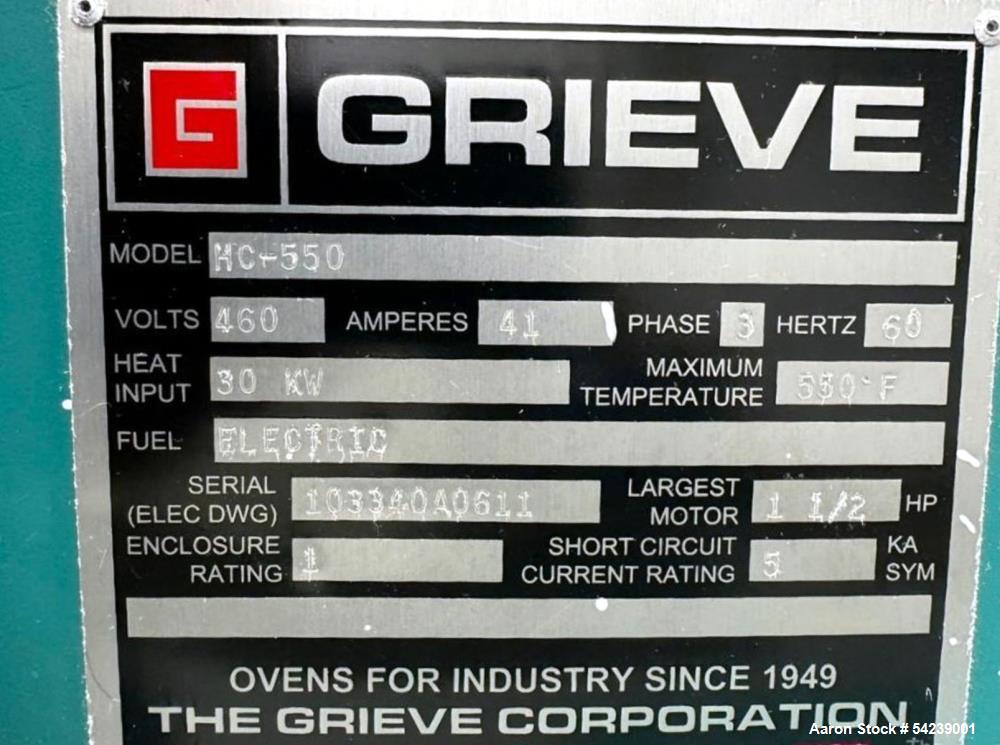 G GRIEVE
MODEL HC-550
VOLTS 460 AMPERES 41 PHASE 3 HERTZ 60
HEAT INPUT 30 KW MAXIMUM TEMPERATURE 550°F
FUEL ELECTRIC
SERIAL (ELEC DWG) 103340A0611 LARGEST MOTOR 1 1/2 HP
ENCLOSURE RATING 1 SHORT CIRCUIT CURRENT RATING 5 KA SYM
OVENS FOR INDUSTRY SINCE 1949
THE GRIEVE CORPORATION
Aaron Stock # 54239001